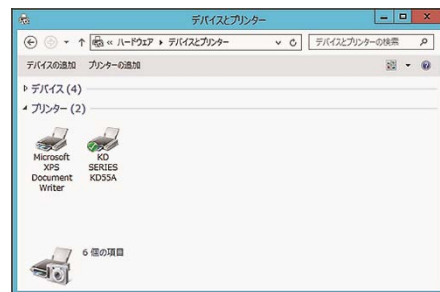 デバイスとプリンター
« ハードウェア ▸ デバイスとプリンター
デバイスとプリンターの検索
デバイスの追加 プリンターの追加
デバイス (4)
プリンター (2)
Microsoft
XPS
Document
Writer
KD
SERIES
KD55A
6 個の項目